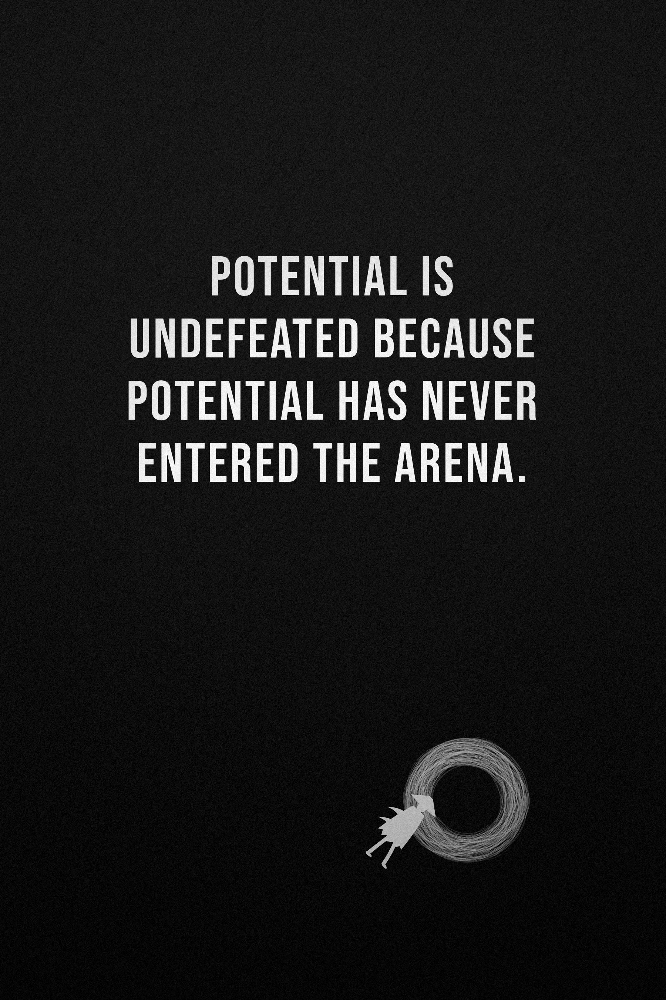 POTENTIAL IS
UNDEFEATED BECAUSE
POTENTIAL HAS NEVER
ENTERED THE ARENA.